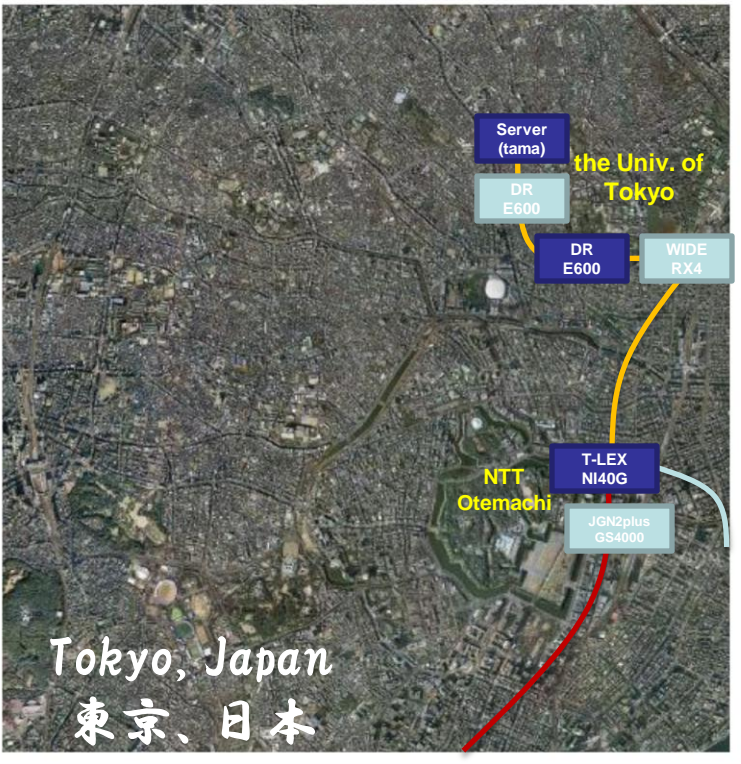 Server
(tama)
the Univ. of
Tokyo
DR
E600
DR
E600
WIDE
RX4
T-LEX
NI40G
NTT
Otemachi
JGN2plus
GS4000
Tokyo, Japan
東京、日本